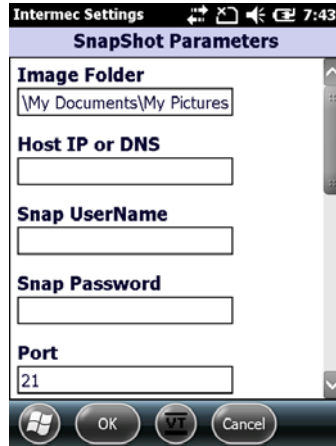 Intermec Settings 7:43
SnapShot Parameters
Image Folder
\My Documents\My Pictures
Host IP or DNS
Snap UserName
Snap Password
Port
21
OK VT Cancel